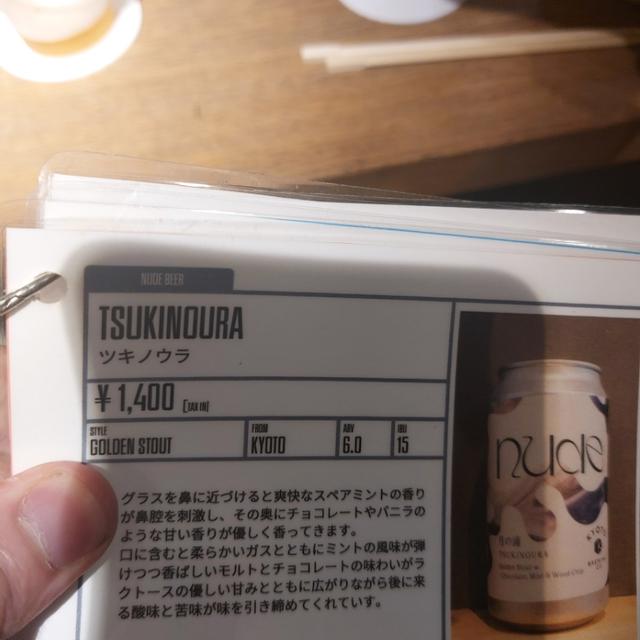 NUDE BEER
TSUKINOURA
ツキノウラ
¥ 1,400 [TAX IN]
STYLE
GOLDEN STOUT
FROM
KYOTO
ABV
6.0
IBU
15
グラスを鼻に近づけると爽快なスペアミントの香り
が鼻腔を刺激し、その奥にチョコレートやバニラの
ような甘い香りが優しく香ってきます。
口に含むと柔らかいガスとともにミントの風味が弾
けつつ香ばしいモルトとチョコレートの味わいがラ
クトースの優しい甘みとともに広がりながら後に来
る酸味と苦味が味を引き締めてくれています。
nude
TSUKINOURA
Golden Stout w/
Chocolate, Mint & Wood Chip
KYOTO